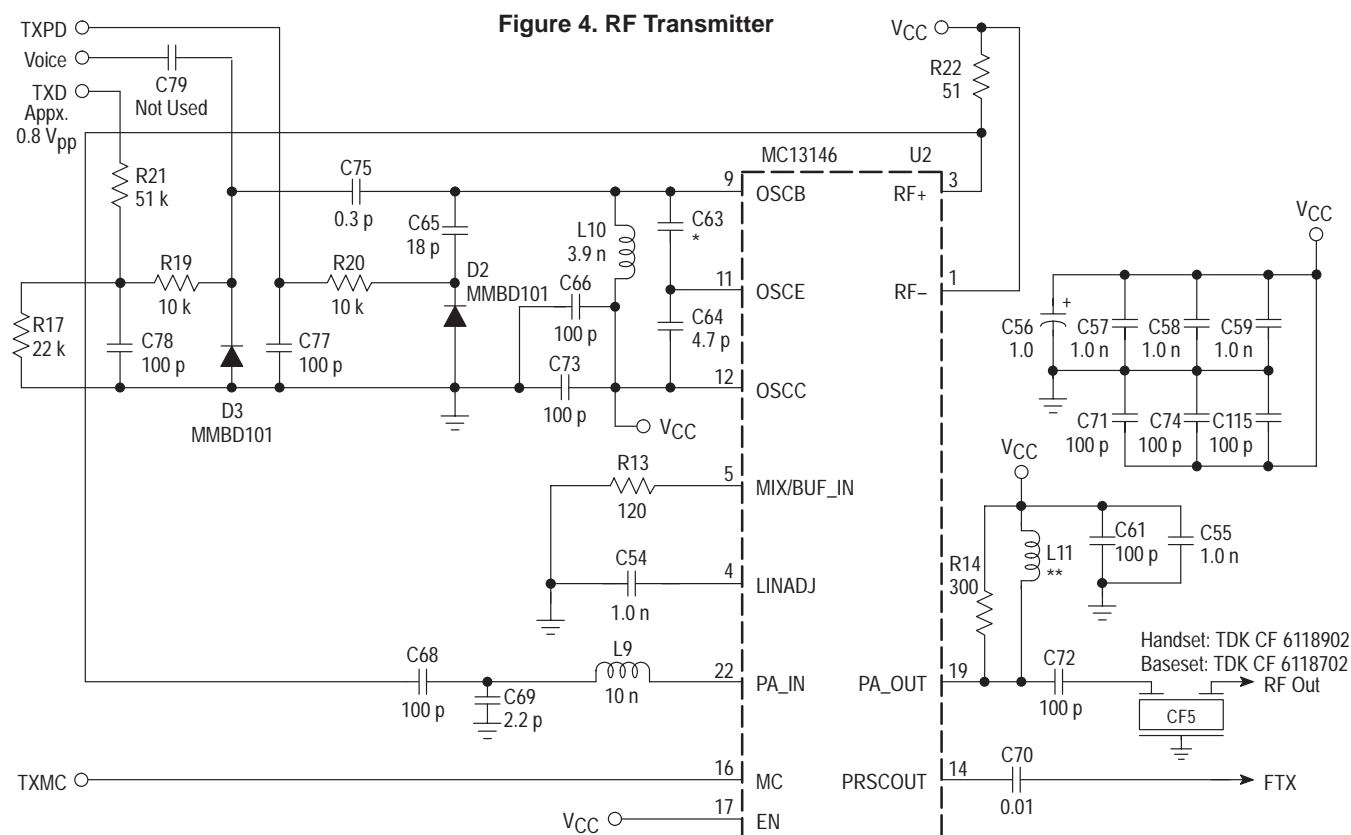 Figure 4. RF Transmitter
TXPD
Voice
C79
Not Used
TXD
Appx.
0.8 Vpp
R21
51 k
R19
10 k
R17
22 k
C78
100 p
D3
MMBD101
C75
0.3 p
C65
18 p
R20
10 k
C77
100 p
D2
MMBD101
C66
100 p
C73
100 p
L10
3.9 n
C63
*
C64
4.7 p
VCC
R13
120
C54
1.0 n
C68
100 p
C69
2.2 p
L9
10 n
TXMC
VCC
MC13146
U2
9
OSCB
11
OSCE
12
OSCC
5
MIX/BUF_IN
4
LINADJ
22
PA_IN
16
MC
17
EN
3
RF+
1
RF–
19
PA_OUT
14
PRSCOUT
VCC
R22
51
VCC
+
C56
1.0
C57
1.0 n
C58
1.0 n
C59
1.0 n
C71
100 p
C74
100 p
C115
100 p
VCC
R14
300
L11
**
C61
100 p
C55
1.0 n
C72
100 p
Handset: TDK CF 6118902
Baseset: TDK CF 6118702
RF Out
CF5
C70
0.01
FTX